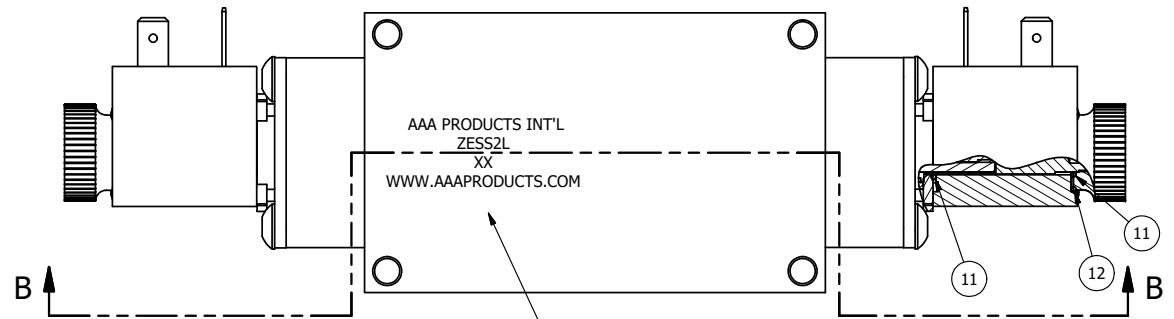 AAA PRODUCTS INT'L
ZESS2L
XX
WWW.AAAPRODUCTS.COM
11
B
11
12
B